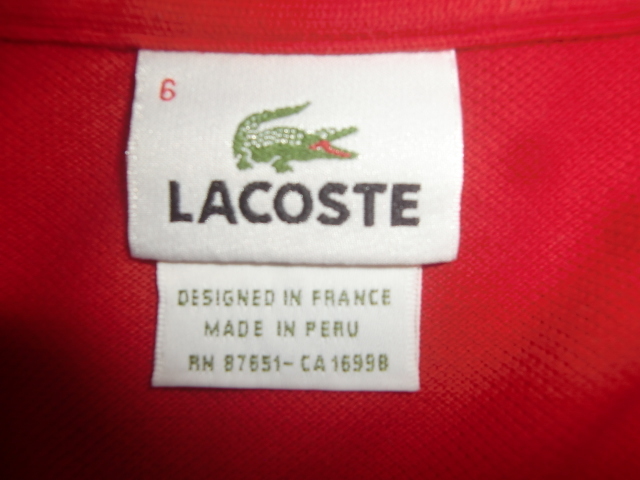 6
LACOSTE
DESIGNED IN FRANCE
MADE IN PERU
RN 87651- CA 16998